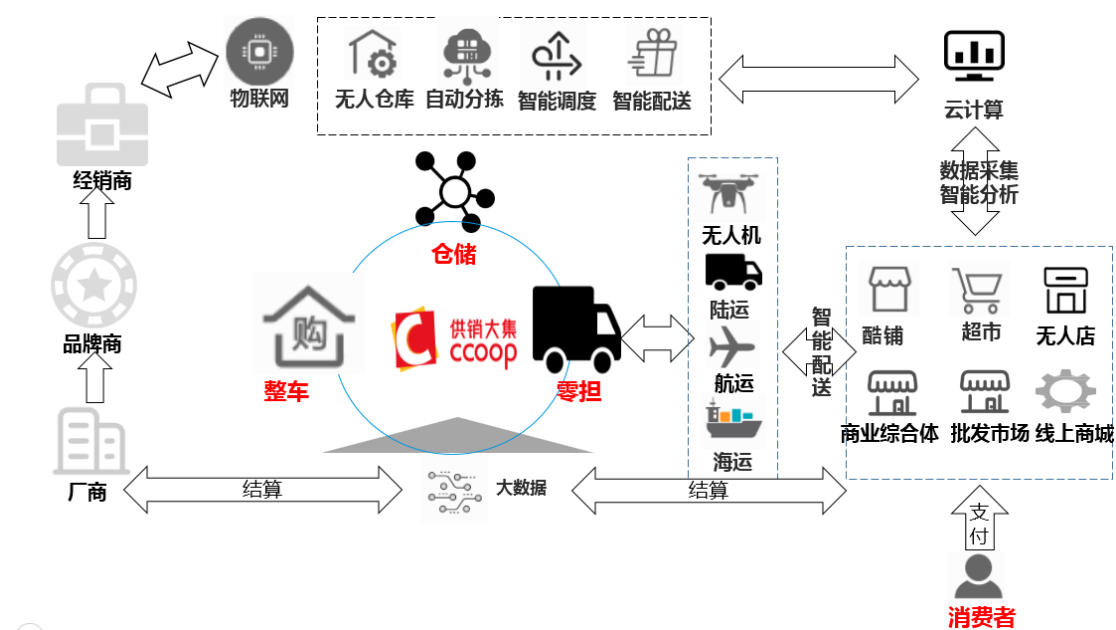 物联网
无人仓库 自动分拣 智能调度 智能配送
云计算
经销商
数据采集
智能分析
仓储
无人机
品牌商
购
供销大集
ccoop
陆运
智能配送
酷铺 超市 无人店
整车
零担
航运
商业综合体 批发市场 线上商城
海运
厂商
结算
大数据
结算
支付
消费者